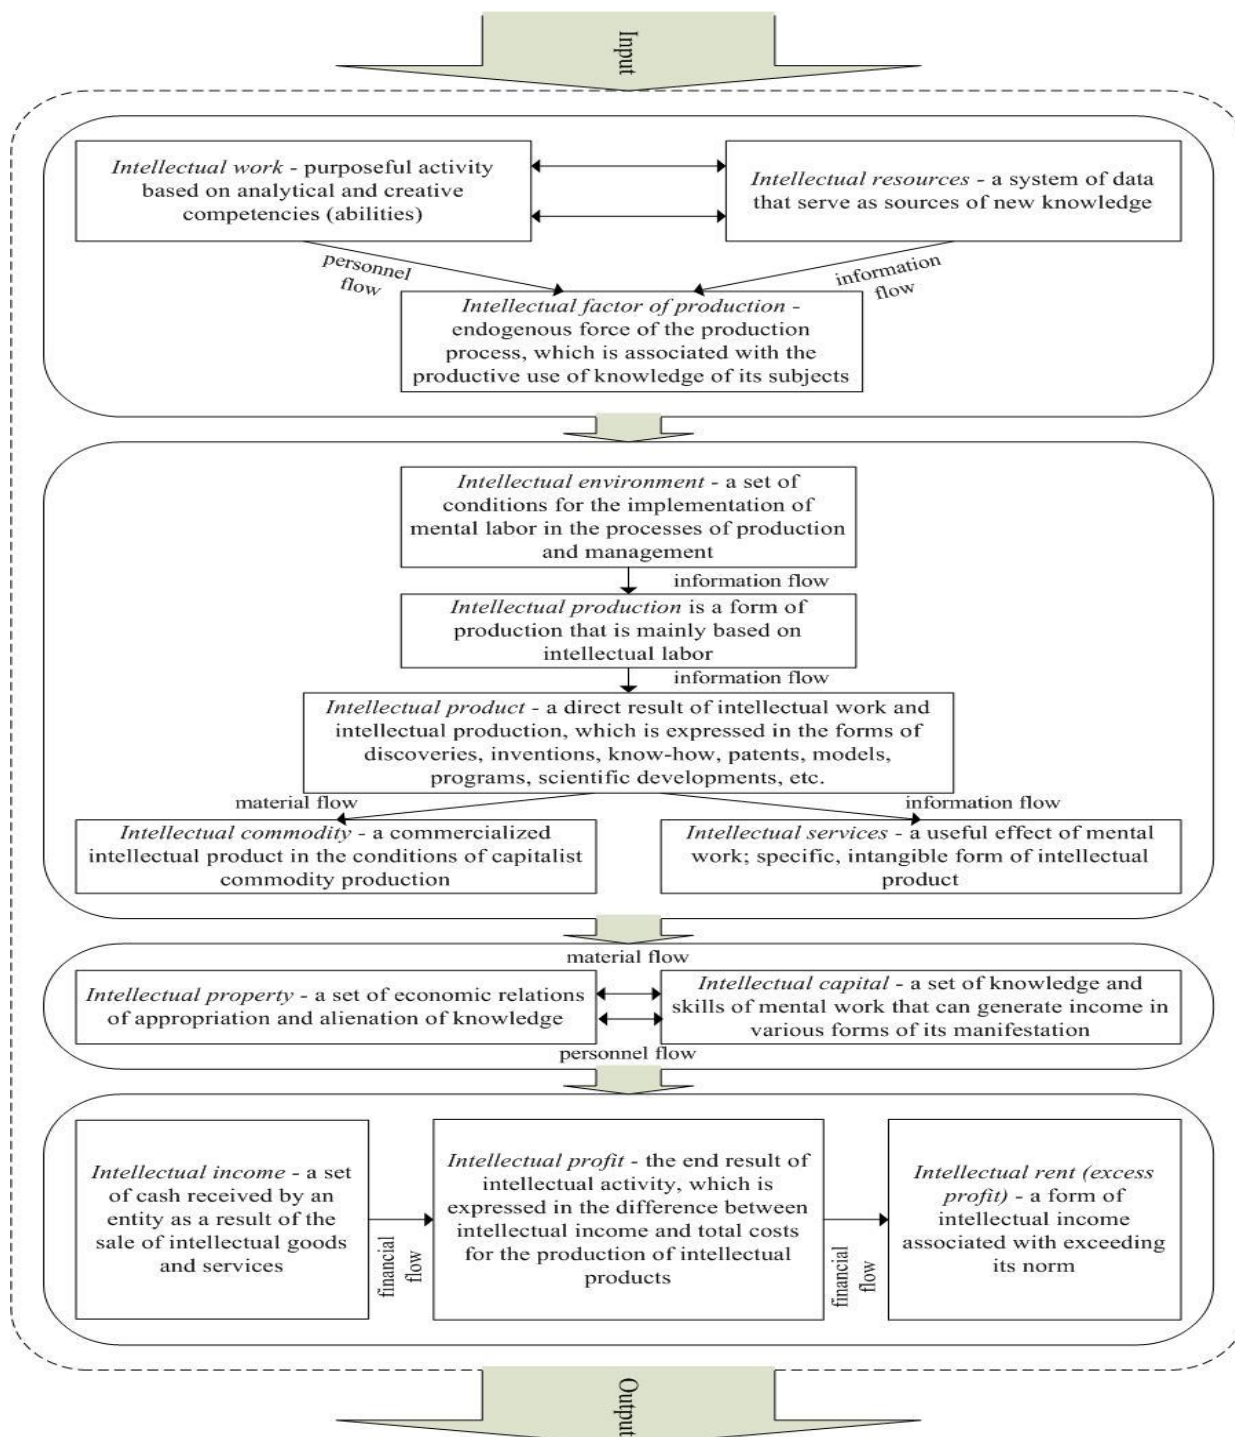 Input
Intellectual work - purposeful activity
based on analytical and creative
competencies (abilities)
Intellectual resources - a system of data
that serve as sources of new knowledge
personnel
flow
information
flow
Intellectual factor of production -
endogenous force of the production
process, which is associated with the
productive use of knowledge of its subjects
Intellectual environment - a set of
conditions for the implementation of
mental labor in the processes of production
and management
information flow
Intellectual production is a form of
production that is mainly based on
intellectual labor
information flow
Intellectual product - a direct result of intellectual work and
intellectual production, which is expressed in the forms of
discoveries, inventions, know-how, patents, models,
programs, scientific developments, etc.
material flow
information flow
Intellectual commodity - a commercialized
intellectual product in the conditions of capitalist
commodity production
Intellectual services - a useful effect of mental
work; specific, intangible form of intellectual
product
material flow
Intellectual property - a set of economic relations
of appropriation and alienation of knowledge
Intellectual capital - a set of knowledge and
skills of mental work that can generate income in
various forms of its manifestation
personnel flow
Intellectual income - a set
of cash received by an
entity as a result of the
sale of intellectual goods
and services
financial
flow
Intellectual profit - the end result of
intellectual activity, which is
expressed in the difference between
intellectual income and total costs
for the production of intellectual
products
financial
flow
Intellectual rent (excess
profit) - a form of
intellectual income
associated with exceeding
its norm
Output